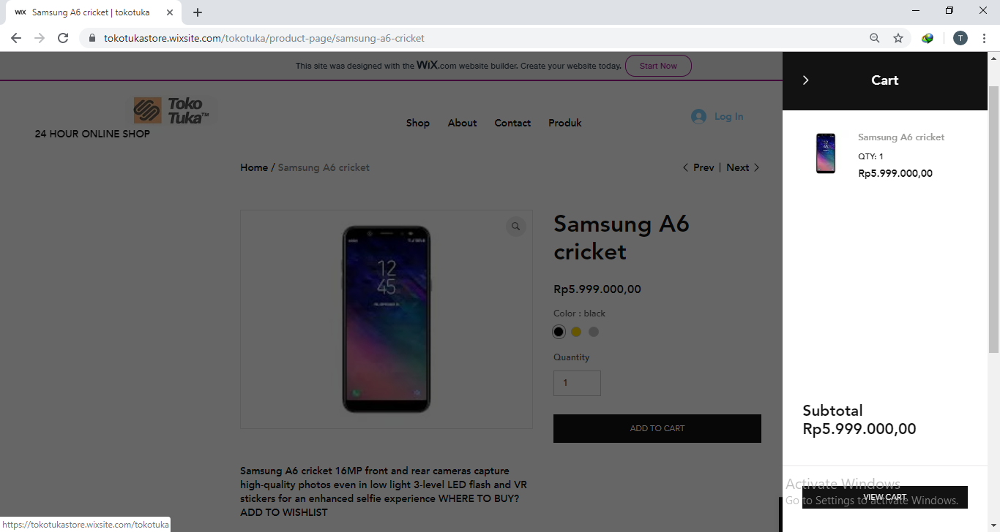 WiX Samsung A6 cricket | tokotuka
tokotukastore.wixsite.com/tokotuka/product-page/samsung-a6-cricket
T
This site was designed with the WiX.com website builder. Create your website today. Start Now
Toko
Tuka™
24 HOUR ONLINE SHOP
Shop About Contact Produk
Log In
Home / Samsung A6 cricket
Prev | Next
12
45
Samsung A6
cricket
Rp5.999.000,00
Color : black
Quantity
1
ADD TO CART
Samsung A6 cricket 16MP front and rear cameras capture
high-quality photos even in low light 3-level LED flash and VR
stickers for an enhanced selfie experience WHERE TO BUY?
ADD TO WISHLIST
Cart
12
45
Samsung A6 cricket
QTY: 1
Rp5.999.000,00
Subtotal
Rp5.999.000,00
Activate Windows
VIEW CART
Go to Settings to activate Windows.
https://tokotukastore.wixsite.com/tokotuka